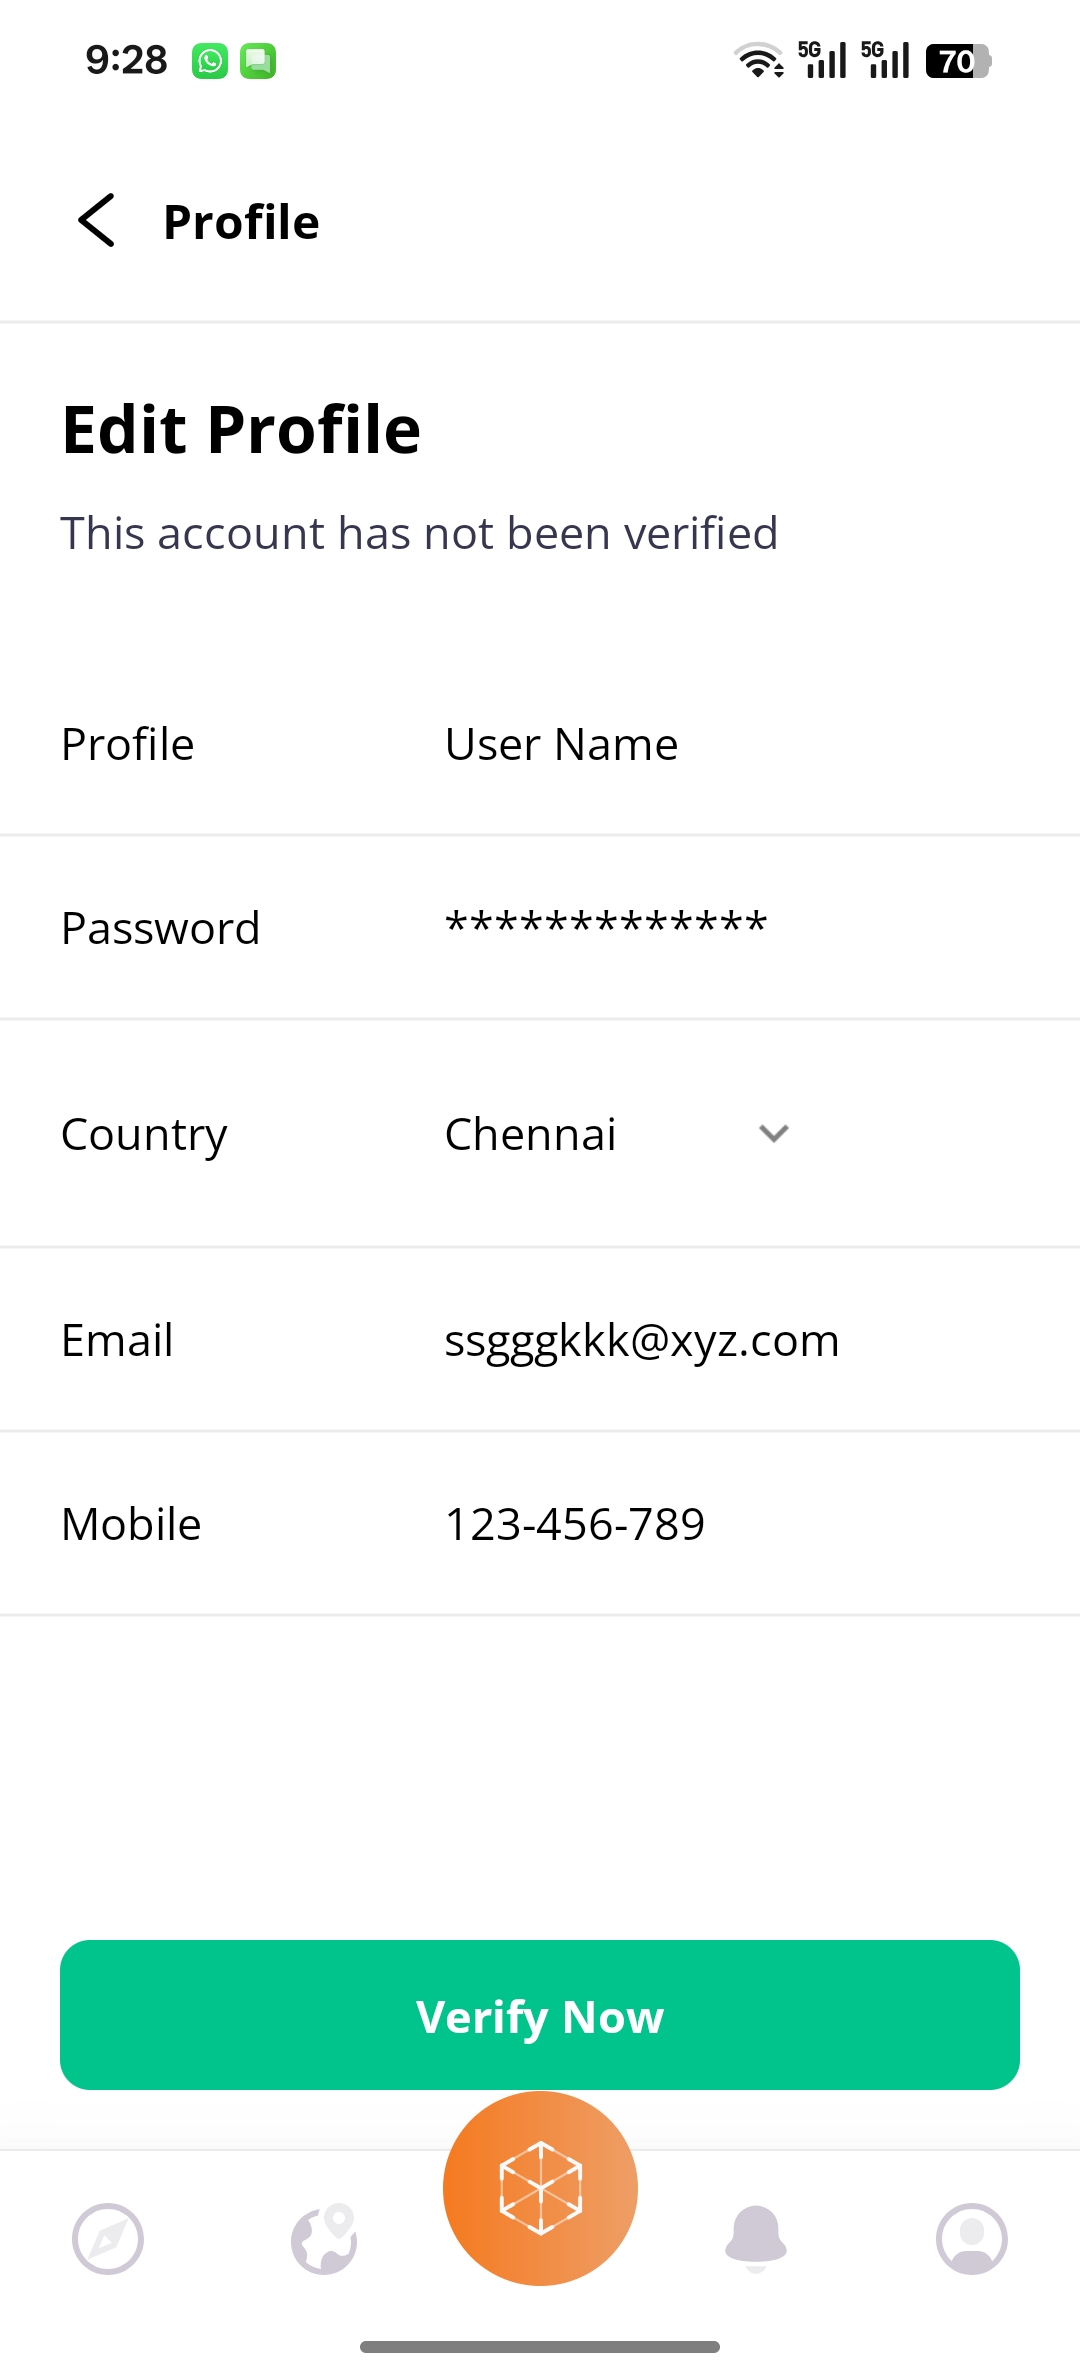 9:28
5G 5G 70
Profile
Edit Profile
This account has not been verified
Profile User Name
Password *************
Country Chennai
Email ssgggkkk@xyz.com
Mobile 123-456-789
Verify Now